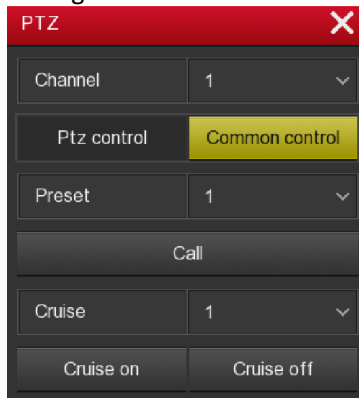 PTZ
Channel 1
Ptz control Common control
Preset 1
Call
Cruise 1
Cruise on Cruise off